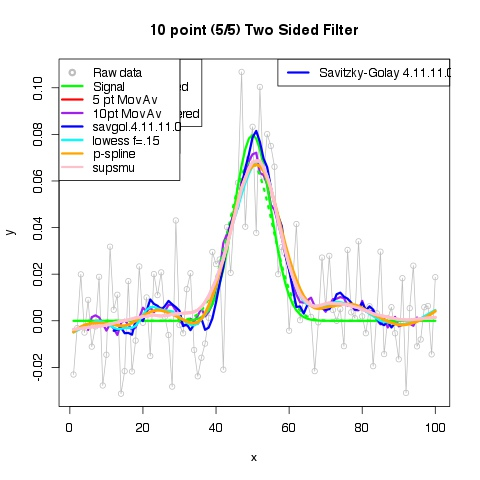 10 point (5/5) Two Sided Filter
Raw data
Signal
ed
5 pt MovAv
10pt MovAv
ered
savgol.4.11.11.0
lowess f=.15
p-spline
supsmu
Savitzky-Golay 4.11.11.0
y
-0.02
0.00
0.02
0.04
0.06
0.08
0.10
0
20
40
60
80
100
x